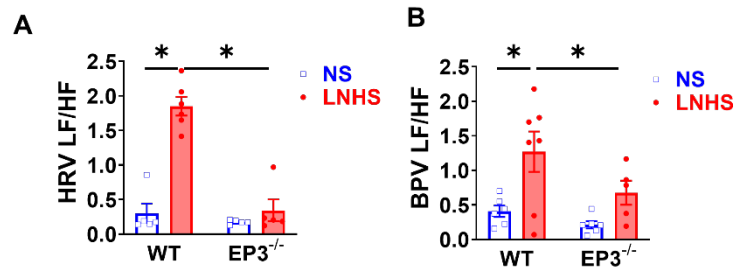 A
HRV LF/HF
2.5
2.0
1.5
1.0
0.5
0.0
* *
WT EP3-/-
NS
LNHS
B
BPV LF/HF
2.5
2.0
1.5
1.0
0.5
0.0
* *
WT EP3-/-
NS
LNHS